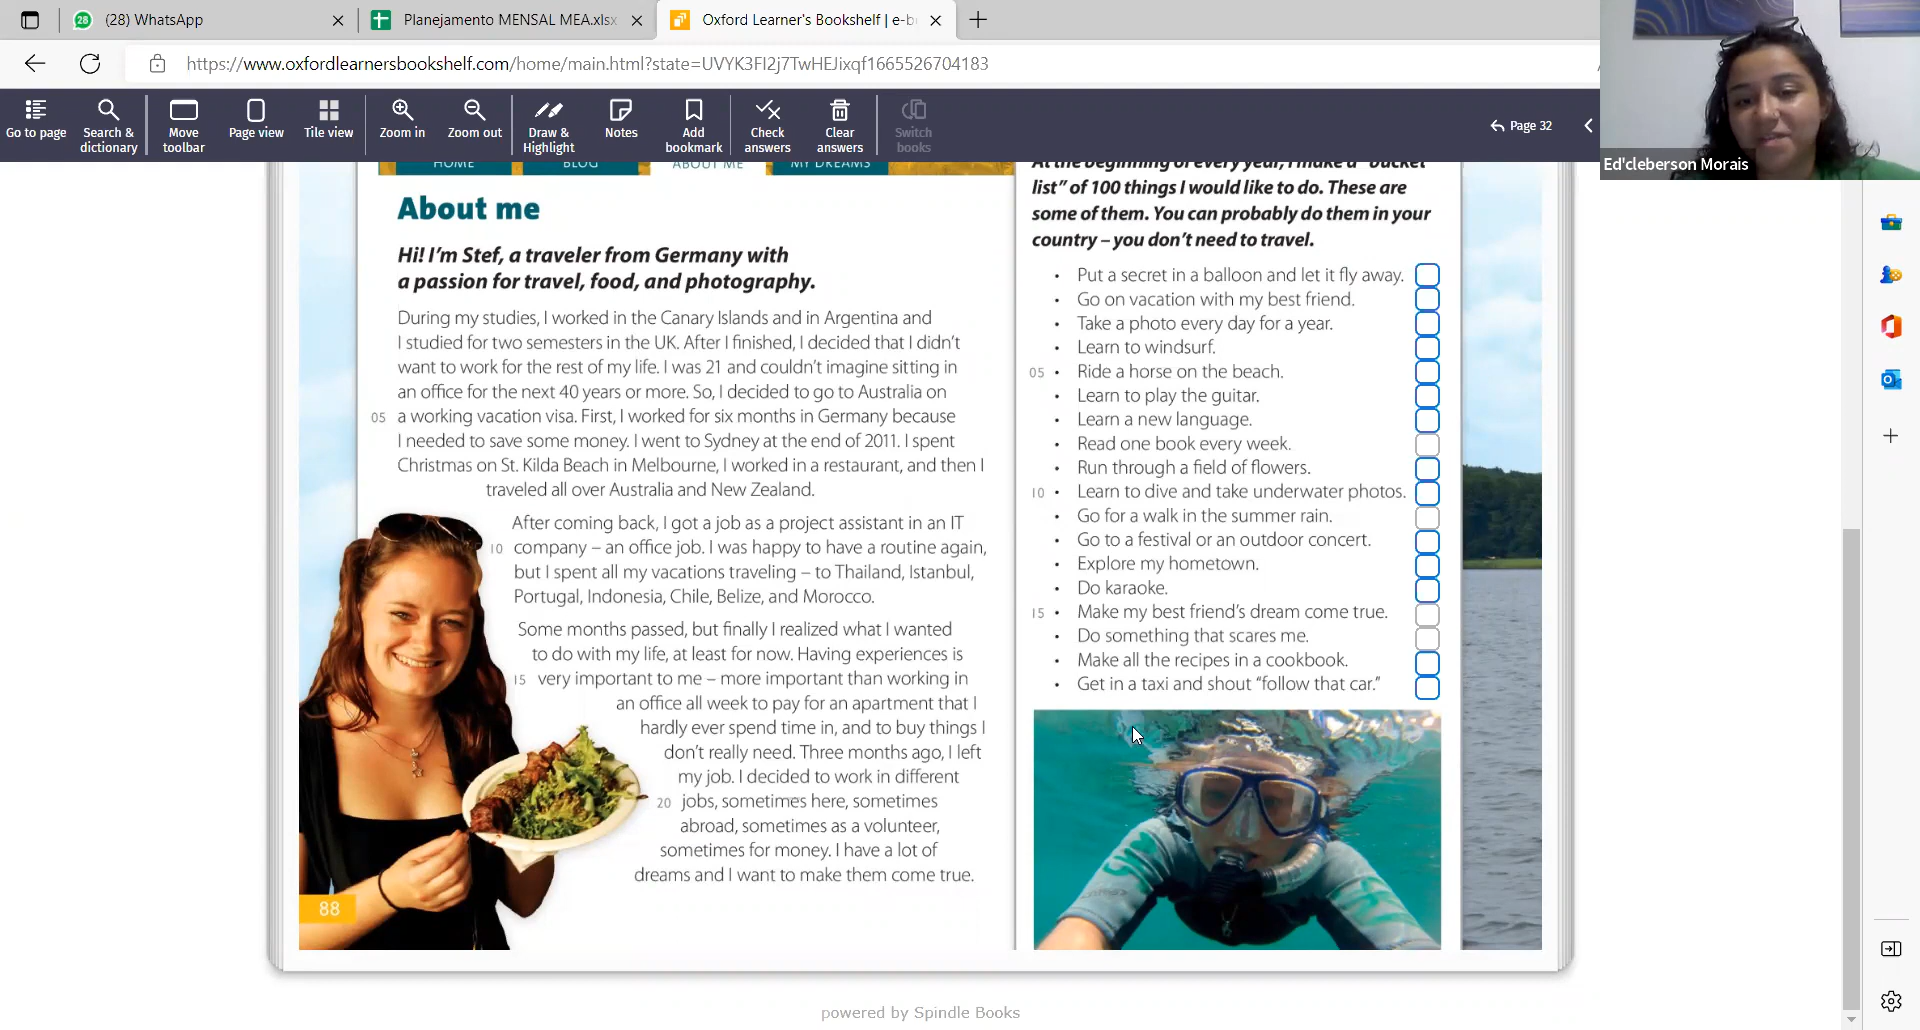 (28) WhatsApp
Planejamento MENSAL MEA.xlsx
Oxford Learner's Bookshelf | e-b
https://www.oxfordlearnersbookshelf.com/home/main.html?state=UVYK3FI2j7TwHEJixqf1665526704183
Go to page
Search & dictionary
Move toolbar
Page view
Tile view
Zoom in
Zoom out
Draw & Highlight
Notes
Add bookmark
Check answers
Clear answers
Switch books
Page 32
Ed'cleberson Morais
HOME
BLOG
ABOUT ME
MY DREAMS
About me
Hi! I'm Stef, a traveler from Germany with
a passion for travel, food, and photography.
During my studies, I worked in the Canary Islands and in Argentina and
I studied for two semesters in the UK. After I finished, I decided that I didn't
want to work for the rest of my life. I was 21 and couldn't imagine sitting in
an office for the next 40 years or more. So, I decided to go to Australia on
05 a working vacation visa. First, I worked for six months in Germany because
I needed to save some money. I went to Sydney at the end of 2011. I spent
Christmas on St. Kilda Beach in Melbourne, I worked in a restaurant, and then I
traveled all over Australia and New Zealand.
After coming back, I got a job as a project assistant in an IT
10 company – an office job. I was happy to have a routine again,
but I spent all my vacations traveling – to Thailand, Istanbul,
Portugal, Indonesia, Chile, Belize, and Morocco.
Some months passed, but finally I realized what I wanted
to do with my life, at least for now. Having experiences is
15 very important to me – more important than working in
an office all week to pay for an apartment that I
hardly ever spend time in, and to buy things I
don't really need. Three months ago, I left
my job. I decided to work in different
20 jobs, sometimes here, sometimes
abroad, sometimes as a volunteer,
sometimes for money. I have a lot of
dreams and I want to make them come true.
88
At the beginning of every year, I make a "bucket
list" of 100 things I would like to do. These are
some of them. You can probably do them in your
country – you don't need to travel.
• Put a secret in a balloon and let it fly away.
• Go on vacation with my best friend.
• Take a photo every day for a year.
• Learn to windsurf.
05 • Ride a horse on the beach.
• Learn to play the guitar.
• Learn a new language.
• Read one book every week.
• Run through a field of flowers.
10 • Learn to dive and take underwater photos.
• Go for a walk in the summer rain.
• Go to a festival or an outdoor concert.
• Explore my hometown.
• Do karaoke.
15 • Make my best friend's dream come true.
• Do something that scares me.
• Make all the recipes in a cookbook.
• Get in a taxi and shout "follow that car."
powered by Spindle Books